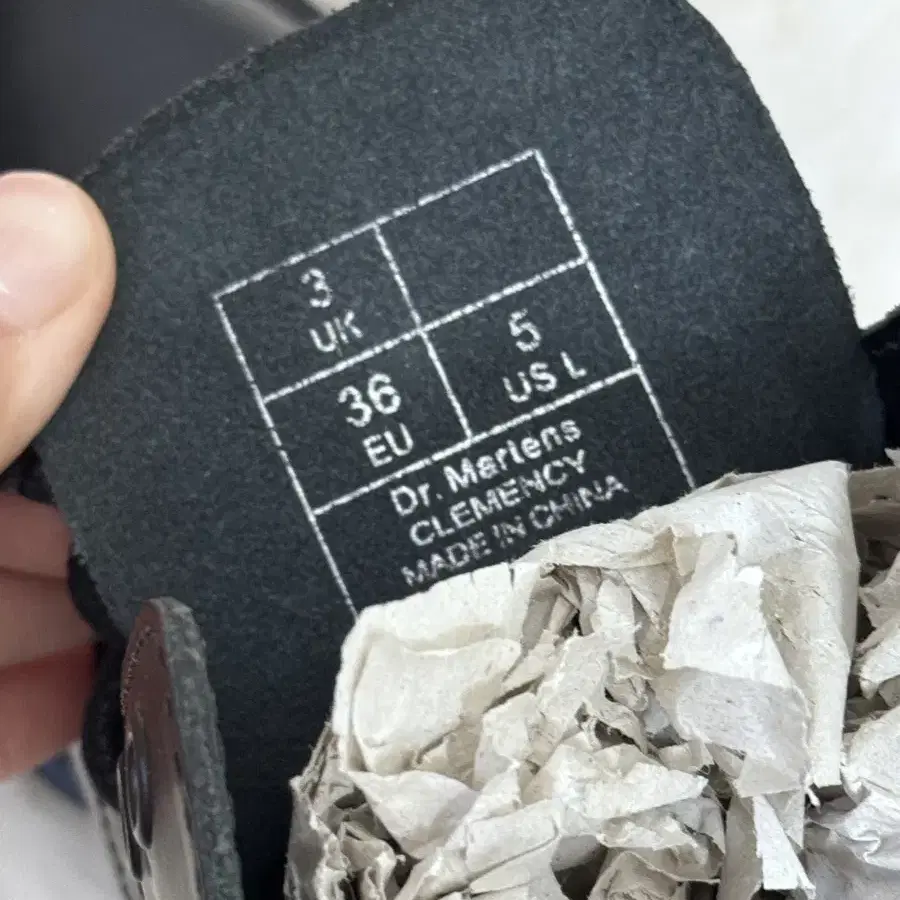 3
UK
36
EU
5
US L
Dr. Martens
CLEMENCY
MADE IN CHINA